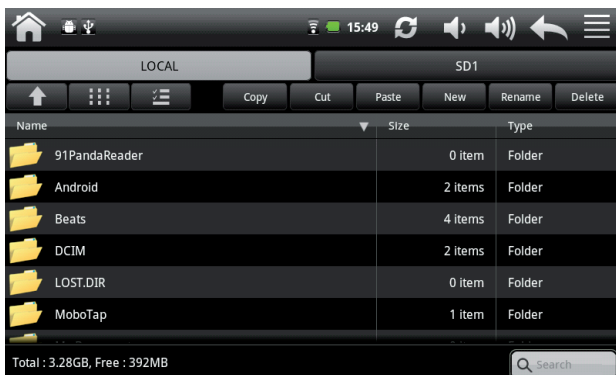 15:49
LOCAL SD1
Copy Cut Paste New Rename Delete
Name Size Type
91PandaReader 0 item Folder
Android 2 items Folder
Beats 4 items Folder
DCIM 2 items Folder
LOST.DIR 0 item Folder
MoboTap 1 item Folder
Total : 3.28GB, Free : 392MB Search